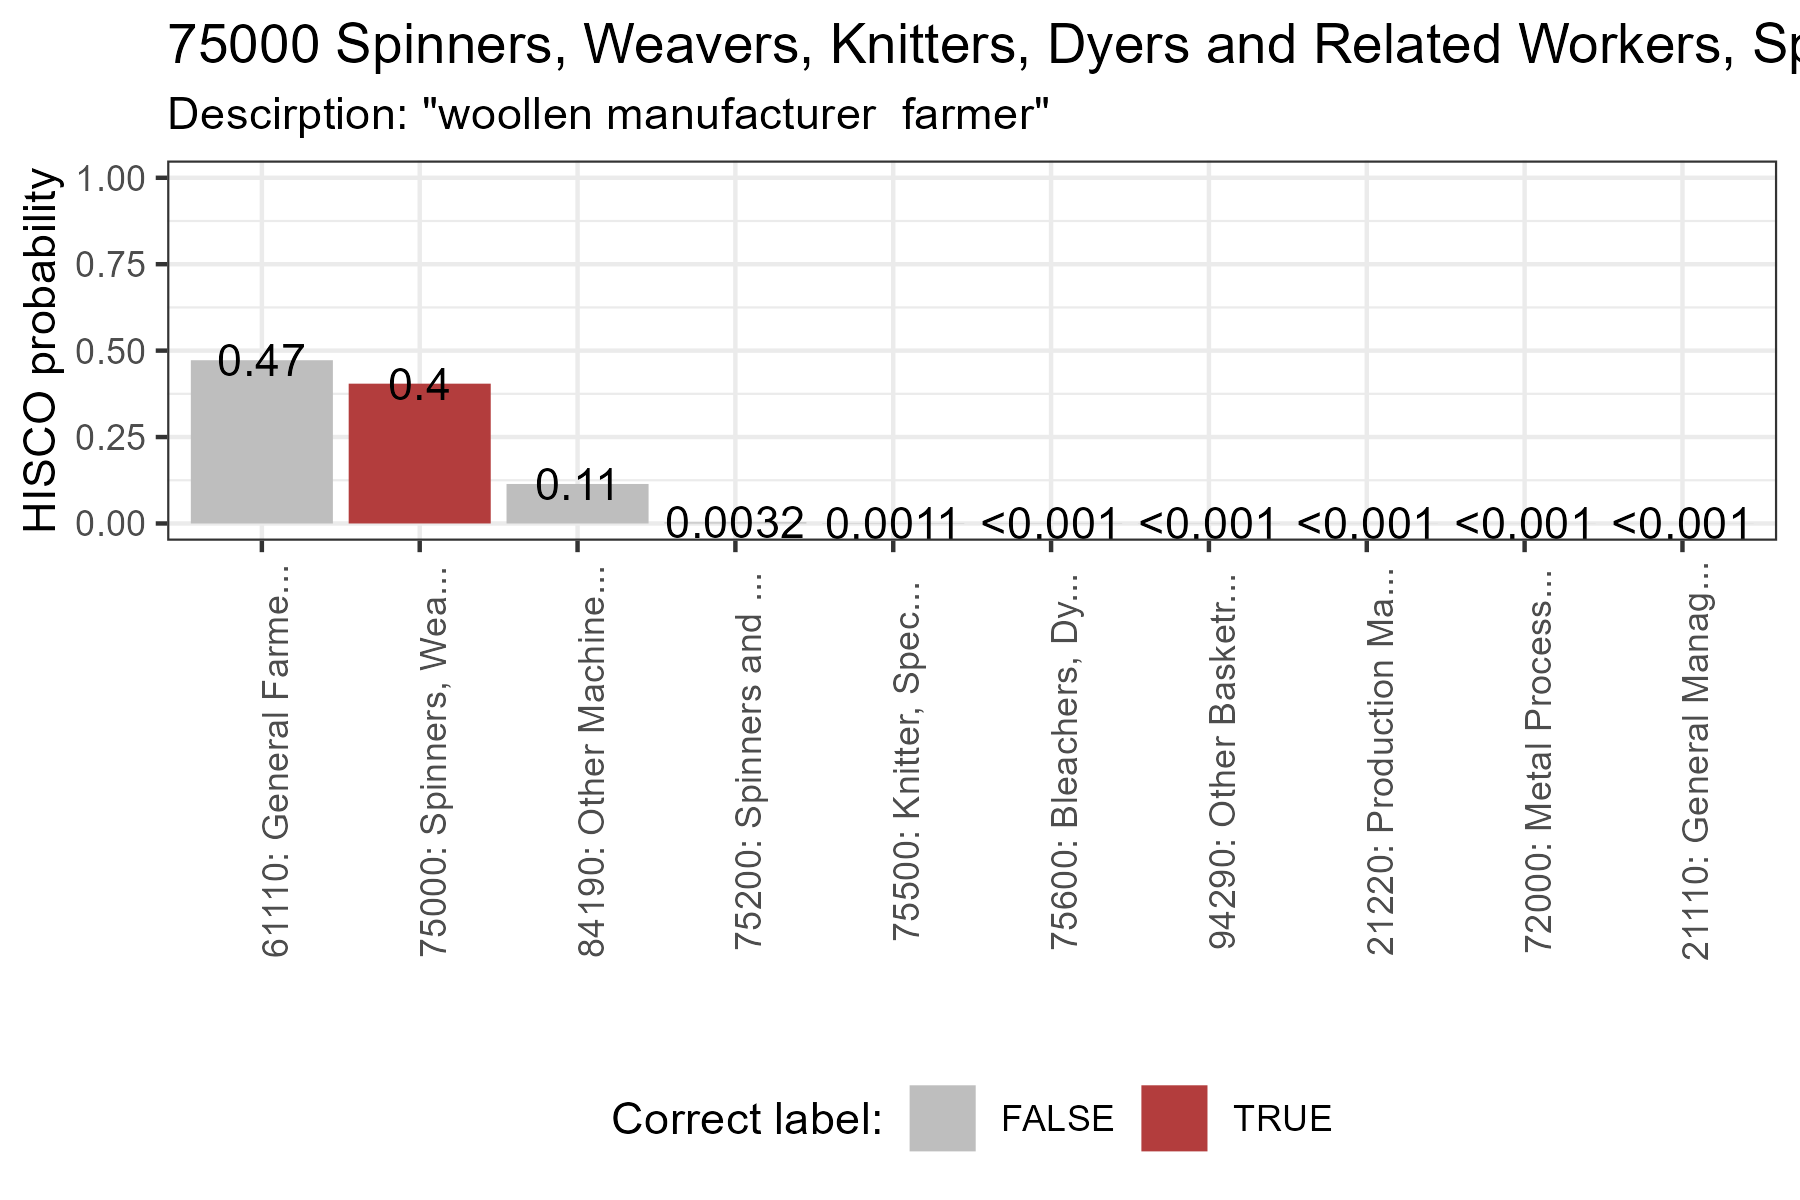 75000 Spinners, Weavers, Knitters, Dyers and Related Workers, Sp
Descirption: "woollen manufacturer  farmer"
HISCO probability
1.00
0.75
0.50
0.25
0.00
0.47
0.4
0.11
0.0032
0.0011
<0.001
<0.001
<0.001
<0.001
<0.001
61110: General Farme...
75000: Spinners, Wea...
84190: Other Machine...
75200: Spinners and ...
75500: Knitter, Spec...
75600: Bleachers, Dy...
94290: Other Basketr...
21220: Production Ma...
72000: Metal Process...
21110: General Manag...
Correct label: FALSE TRUE